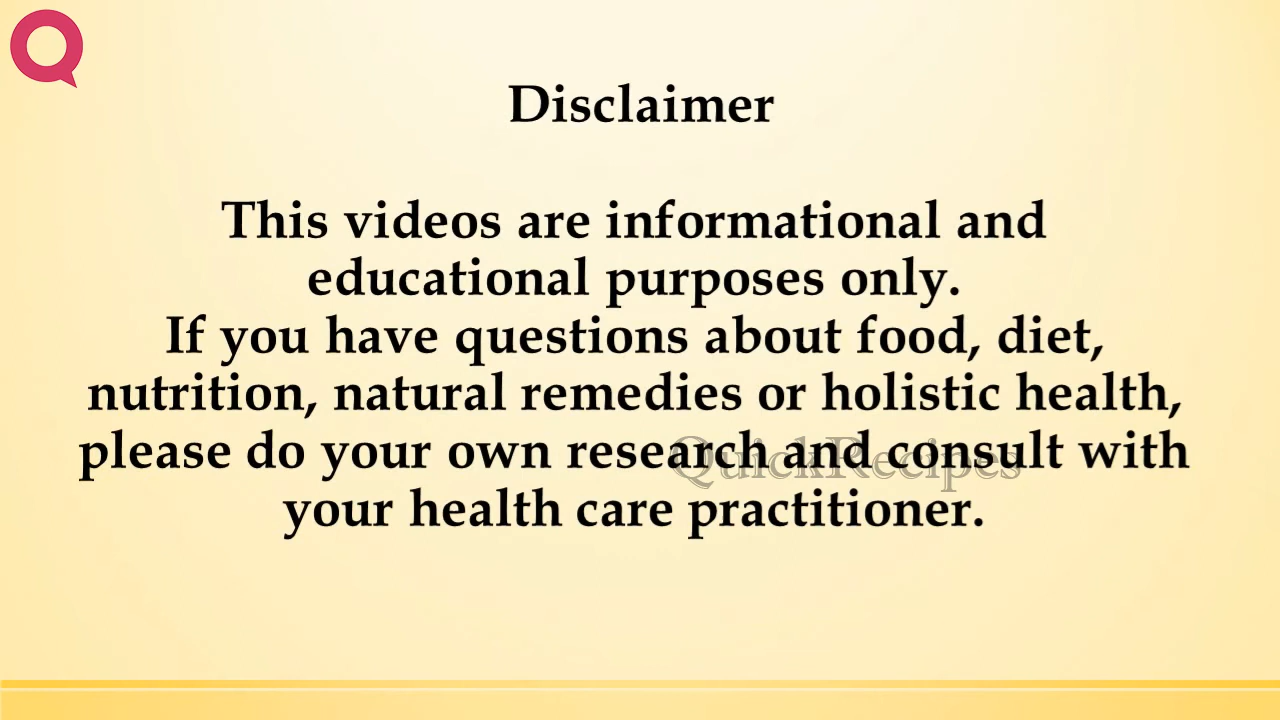 Disclaimer
This videos are informational and
educational purposes only.
If you have questions about food, diet,
nutrition, natural remedies or holistic health,
please do your own research and consult with
QuickRecipes
your health care practitioner.